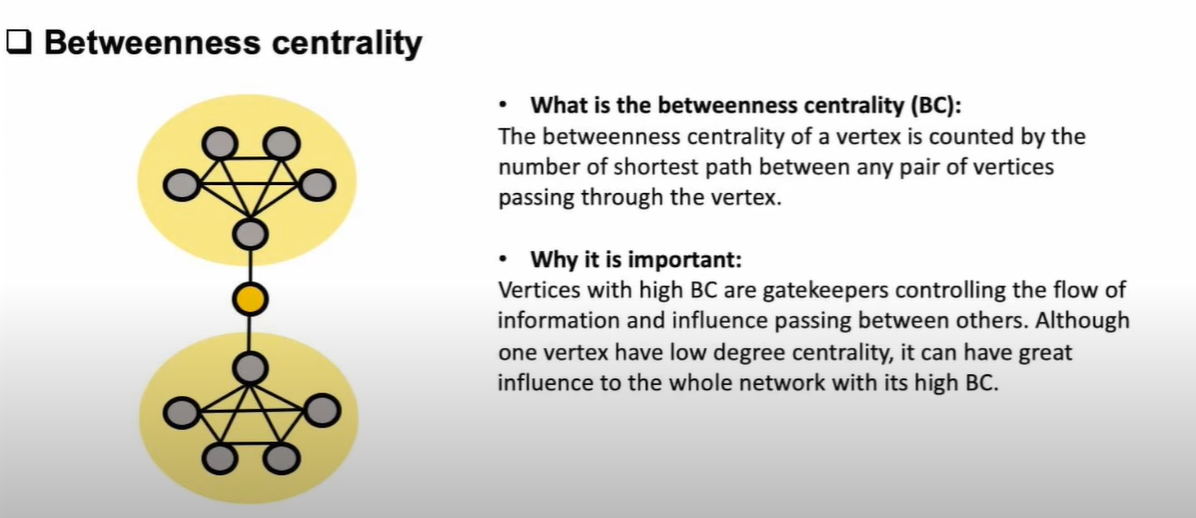 ❑ Betweenness centrality
• What is the betweenness centrality (BC):
The betweenness centrality of a vertex is counted by the
number of shortest path between any pair of vertices
passing through the vertex.
• Why it is important:
Vertices with high BC are gatekeepers controlling the flow of
information and influence passing between others. Although
one vertex have low degree centrality, it can have great
influence to the whole network with its high BC.